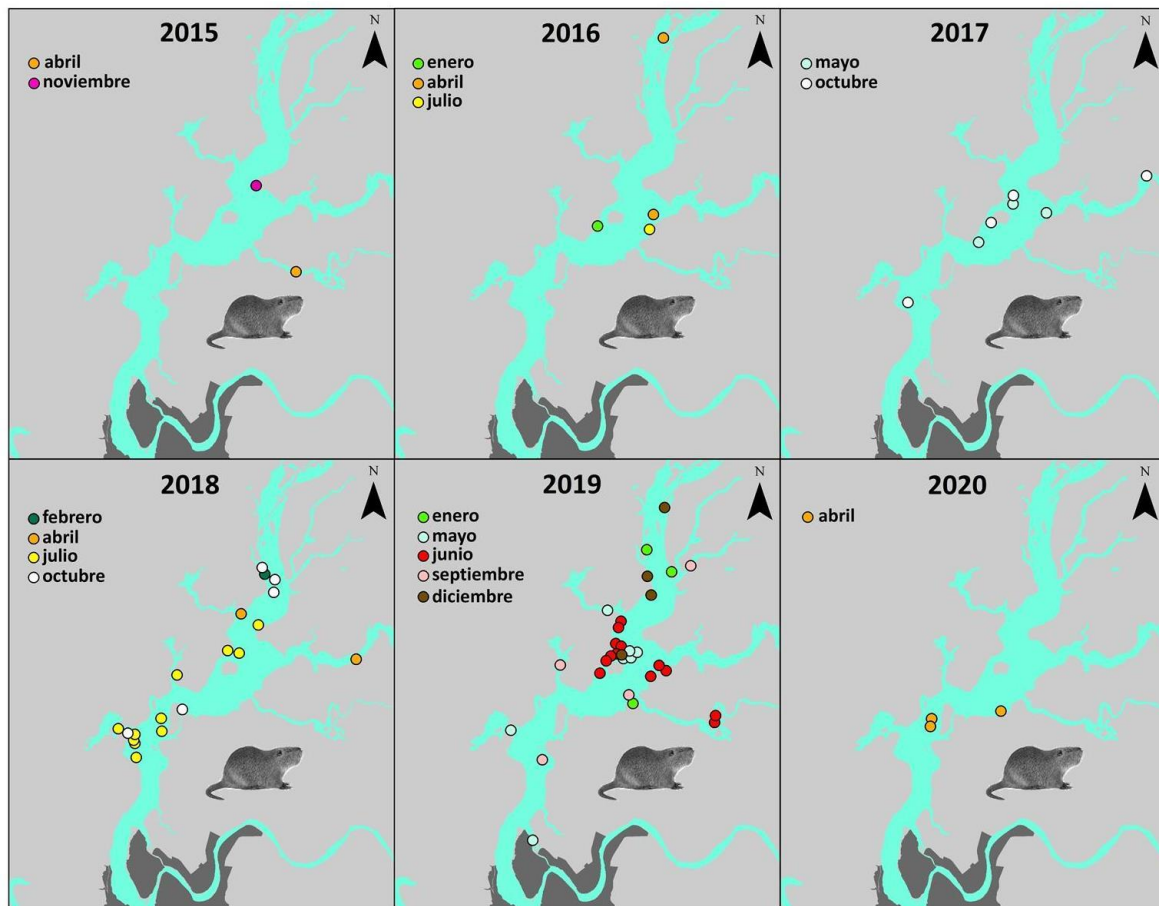 2015
N
abril
noviembre
2016
N
enero
abril
julio
2017
N
mayo
octubre
2018
N
febrero
abril
julio
octubre
2019
N
enero
mayo
junio
septiembre
diciembre
2020
N
abril